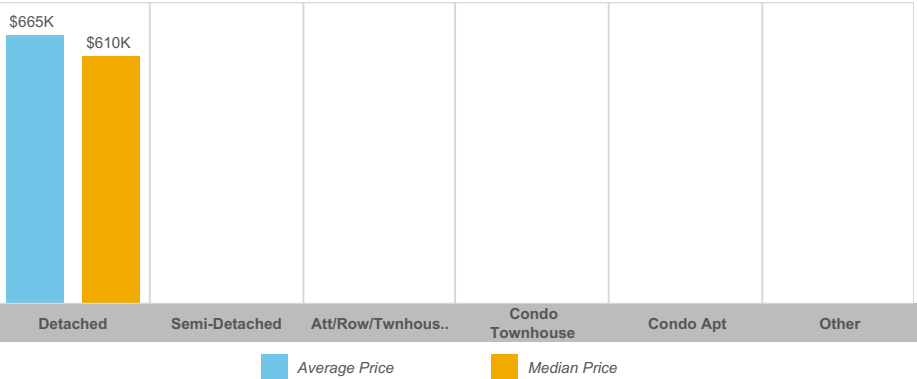 $665K
$610K
Detached
Semi-Detached
Att/Row/Twnhous..
Condo
Townhouse
Condo Apt
Other
Average Price
Median Price